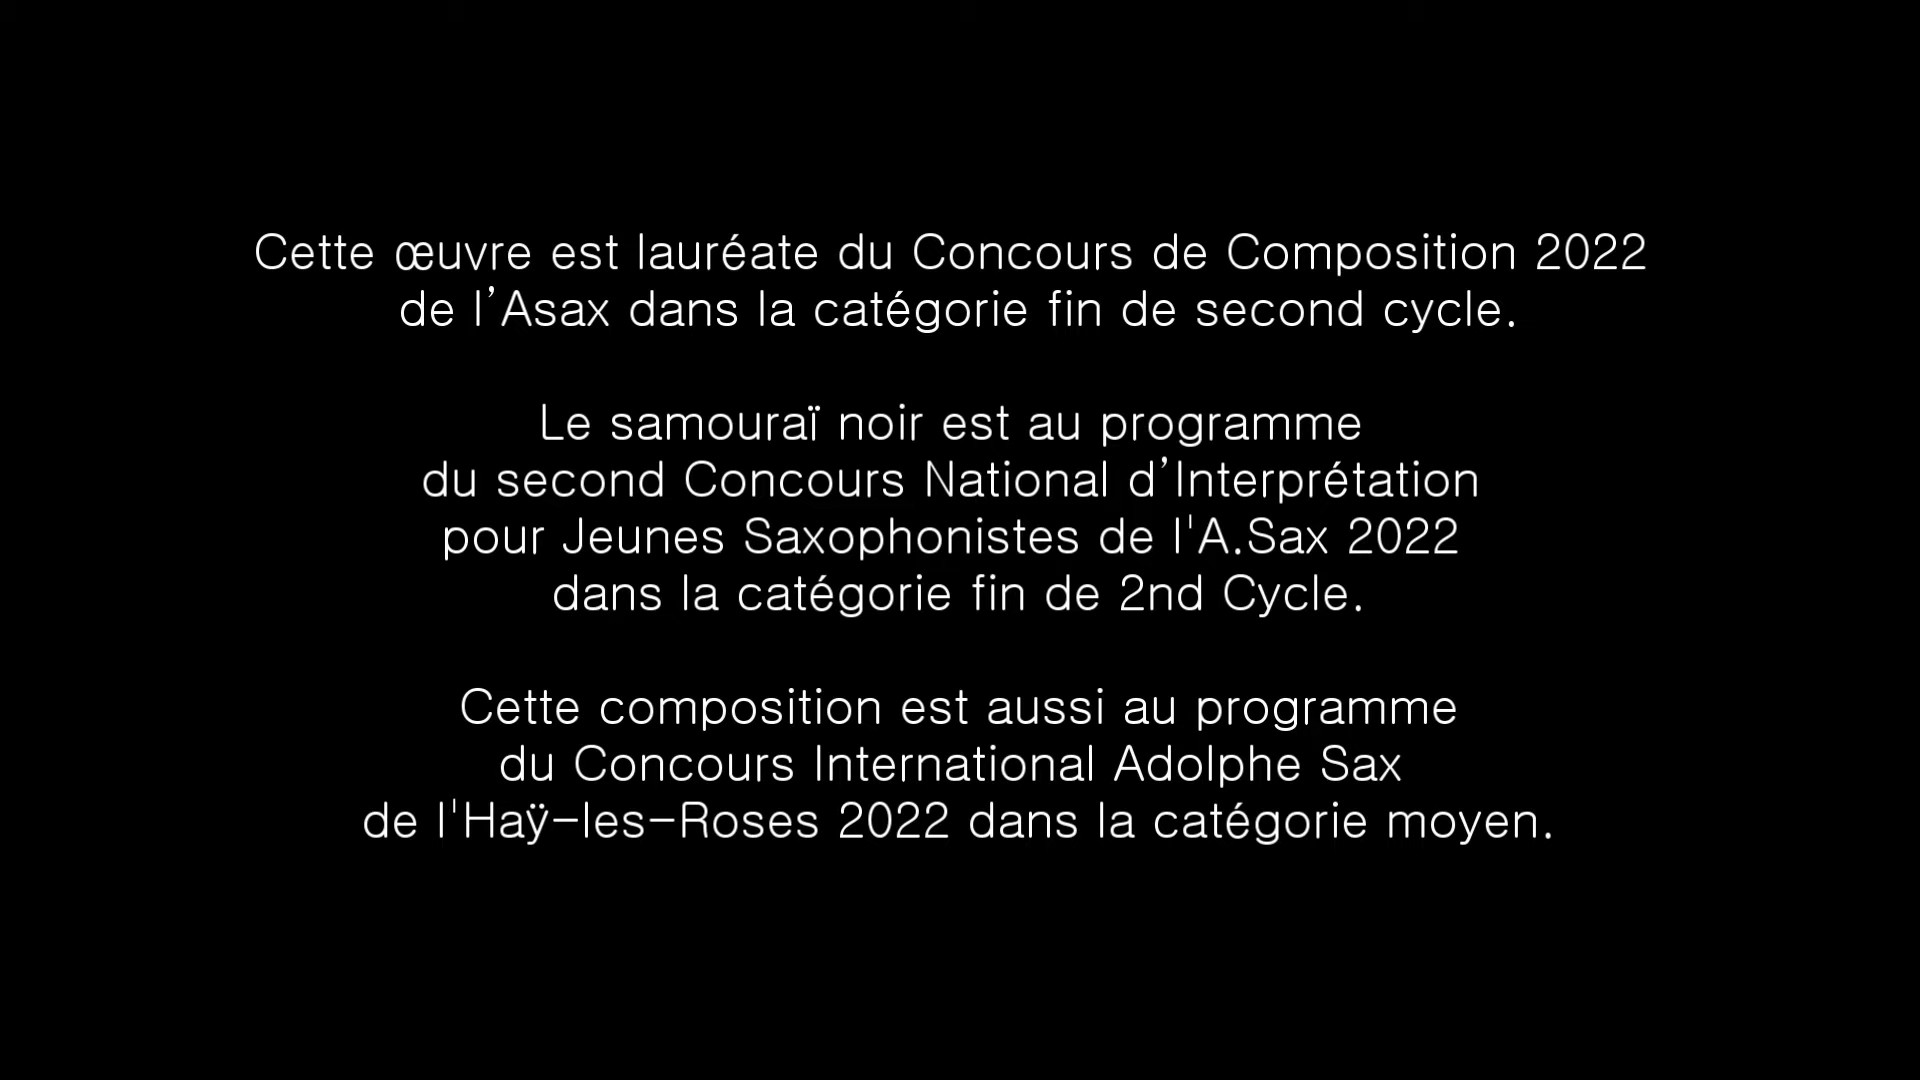 Cette œuvre est lauréate du Concours de Composition 2022
de l’Asax dans la catégorie fin de second cycle.
Le samouraï noir est au programme
du second Concours National d’Interprétation
pour Jeunes Saxophonistes de l'A.Sax 2022
dans la catégorie fin de 2nd Cycle.
Cette composition est aussi au programme
du Concours International Adolphe Sax
de l'Haÿ-les-Roses 2022 dans la catégorie moyen.